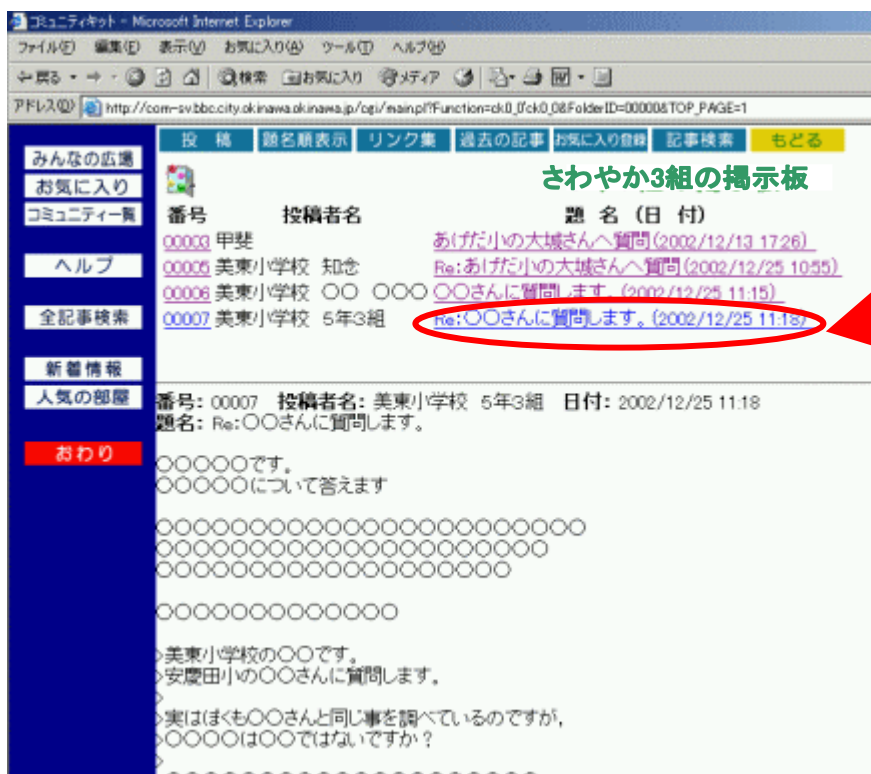 コミュニティキット - Microsoft Internet Explorer
ファイル(F) 編集(E) 表示(V) お気に入り(A) ツール(T) ヘルプ(H)
戻る 検索 お気に入り メディア
アドレス(D) http://com-sv.bbc.city.okinawa.okinawa.jp/cgi/main.pl?Function=ck0_0&FolderID=00000&TOP_PAGE=1
投 稿 題名順表示 リンク集 過去の記事 お気に入り登録 記事検索 もどる
みんなの広場
お気に入り
コミュニティ一覧
ヘルプ
全記事検索
新着情報
人気の部屋
おわり
さわやか3組の掲示板
番号 投稿者名 題 名 (日 付)
00003 甲斐 あげだ小の大城さんへ質問(2002/12/13 17:26)
00005 美東小学校 知念 Re:あげだ小の大城さんへ質問(2002/12/25 10:55)
00006 美東小学校 〇〇 〇〇〇 〇〇さんに質問します。(2002/12/25 11:15)
00007 美東小学校 5年3組 Re:〇〇さんに質問します。(2002/12/25 11:18)
番号: 00007 投稿者名: 美東小学校 5年3組 日付: 2002/12/25 11:18
題名: Re:〇〇さんに質問します。
〇〇〇〇〇です。
〇〇〇〇〇について答えます
〇〇〇〇〇〇〇〇〇〇〇〇〇〇〇〇〇〇〇〇〇〇〇
〇〇〇〇〇〇〇〇〇〇〇〇〇〇〇〇〇〇〇〇〇
〇〇〇〇〇〇〇〇〇〇〇〇〇〇〇〇〇〇〇
〇〇〇〇〇〇〇〇〇〇〇〇〇
>美東小学校の〇〇です。
>安慶田小の〇〇さんに質問します。
>
>実はぼくも〇〇さんと同じ事を調べているのですが,
>〇〇〇〇は〇〇ではないですか?
>